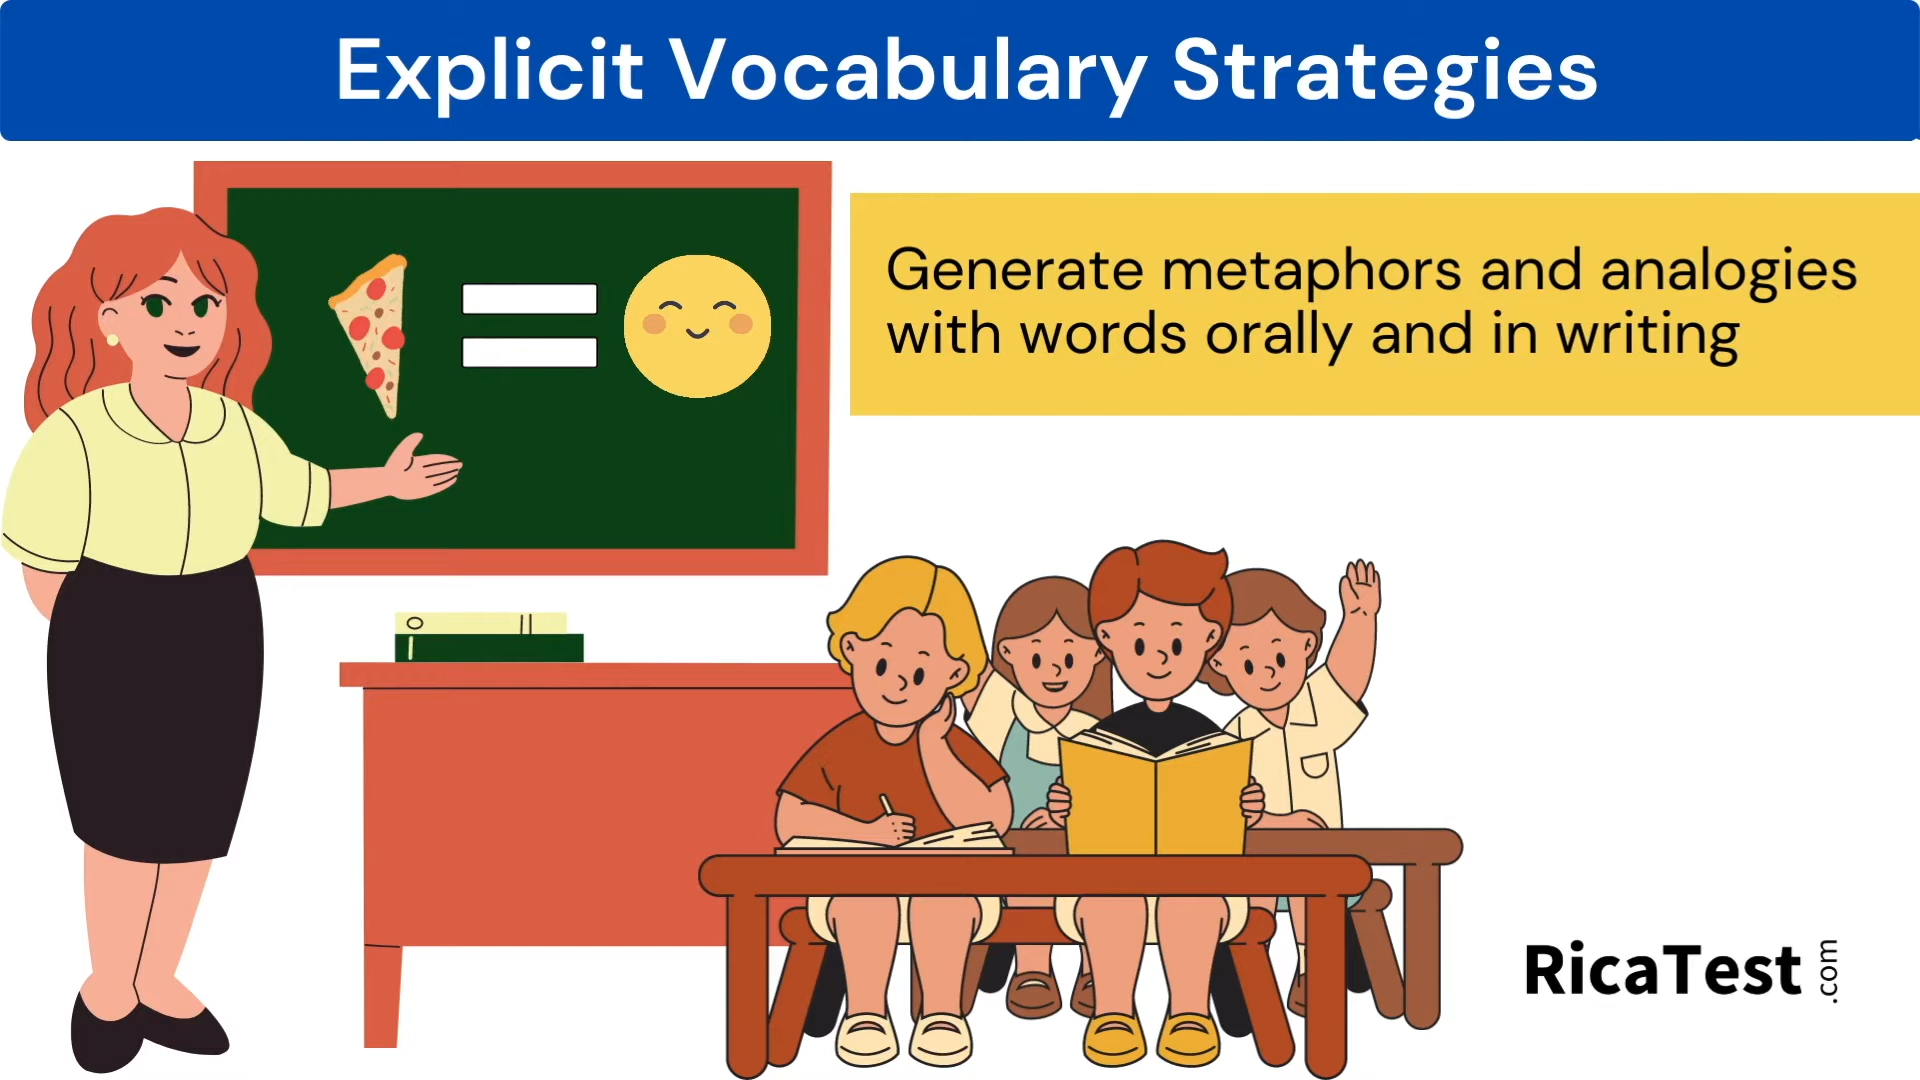 Explicit Vocabulary Strategies
Generate metaphors and analogies
with words orally and in writing
RicaTest.com